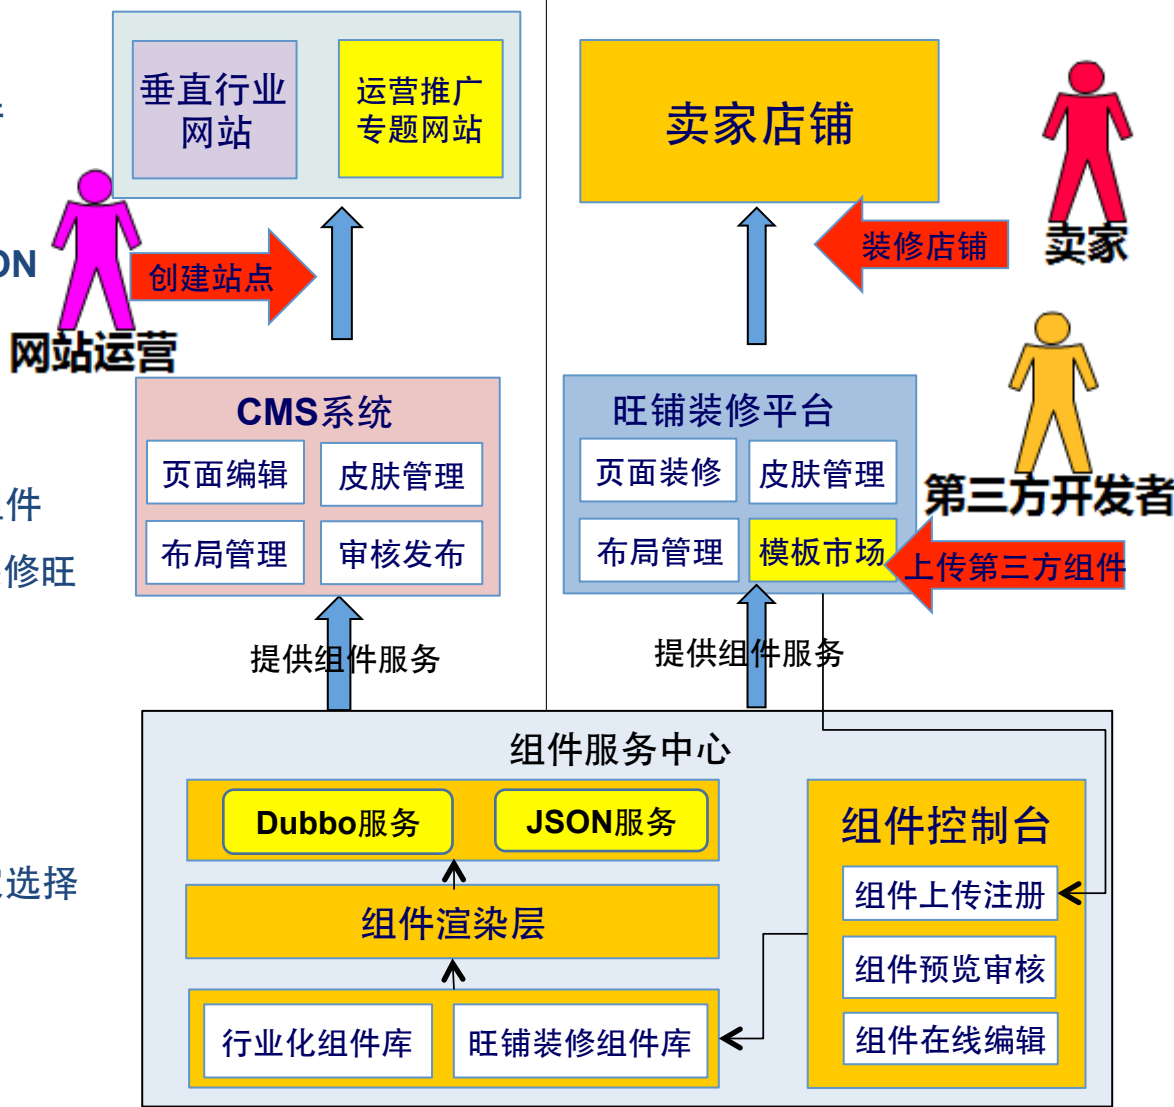 垂直行业
网站
运营推广
专题网站
卖家店铺
ON
创建站点
网站运营
装修店铺
卖家
CMS系统
页面编辑
皮肤管理
布局管理
审核发布
旺铺装修平台
页面装修
皮肤管理
布局管理
模板市场
第三方开发者
上传第三方组件
件
修旺
提供组件服务
提供组件服务
组件服务中心
Dubbo服务
JSON服务
选择
组件渲染层
行业化组件库
旺铺装修组件库
组件控制台
组件上传注册
组件预览审核
组件在线编辑